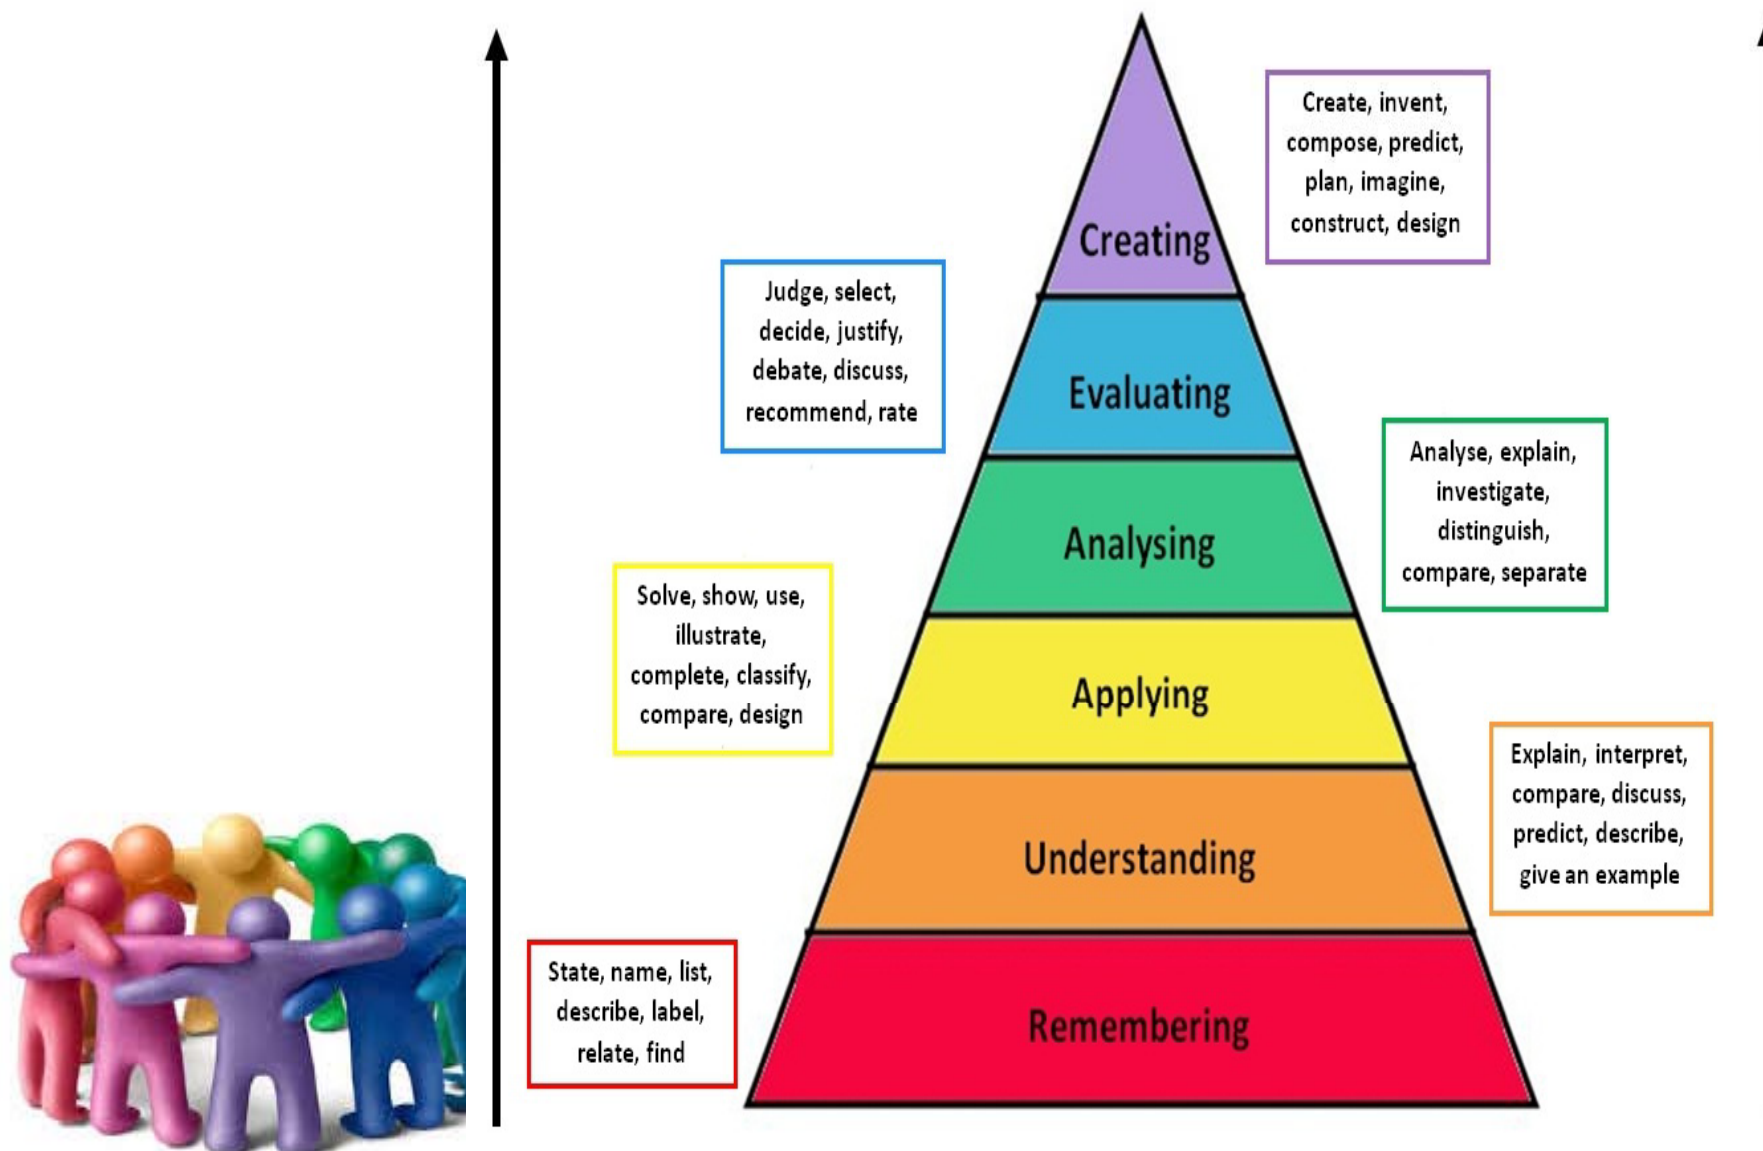 Create, invent,
compose, predict,
plan, imagine,
construct, design
Creating
Judge, select,
decide, justify,
debate, discuss,
recommend, rate
Evaluating
Analyse, explain,
investigate,
distinguish,
compare, separate
Analysing
Solve, show, use,
illustrate,
complete, classify,
compare, design
Applying
Explain, interpret,
compare, discuss,
predict, describe,
give an example
Understanding
State, name, list,
describe, label,
relate, find
Remembering